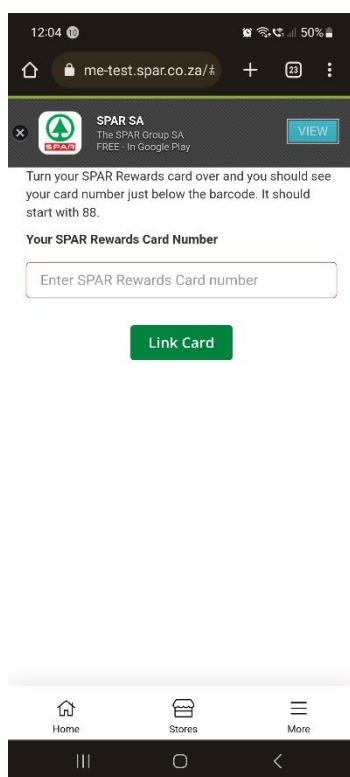 12:04 10 50%
me-test.spar.co.za/# 23
SPAR SA
The SPAR Group SA
FREE - In Google Play
VIEW
SPAR
Turn your SPAR Rewards card over and you should see
your card number just below the barcode. It should
start with 88.
Your SPAR Rewards Card Number
Enter SPAR Rewards Card number
Link Card
Home Stores More